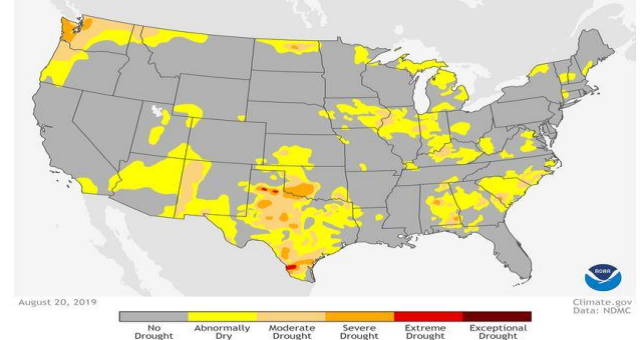 NOAA
August 20, 2019
Climate.gov
Data: NDMC
No Drought
Abnormally Dry
Moderate Drought
Severe Drought
Extreme Drought
Exceptional Drought